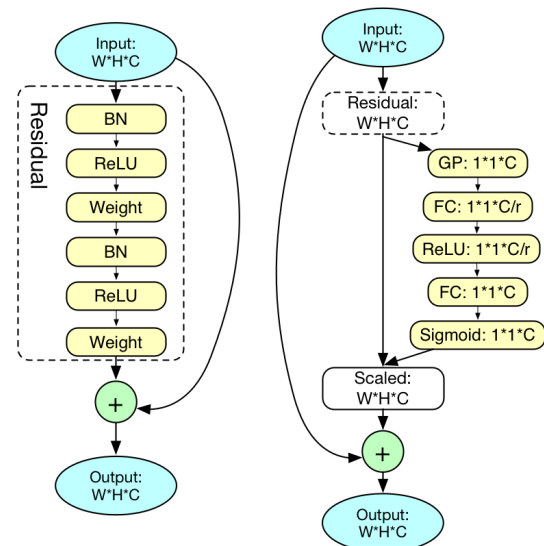 Input:
W*H*C
Residual
BN
ReLU
Weight
BN
ReLU
Weight
+
Output:
W*H*C
Input:
W*H*C
Residual:
W*H*C
GP: 1*1*C
FC: 1*1*C/r
ReLU: 1*1*C/r
FC: 1*1*C
Sigmoid: 1*1*C
Scaled:
W*H*C
+
Output:
W*H*C